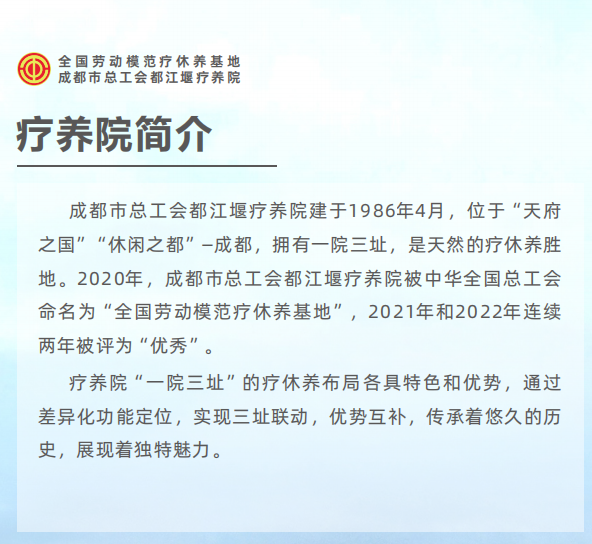 全国劳动模范疗休养基地
成都市总工会都江堰疗养院
疗养院简介
成都市总工会都江堰疗养院建于1986年4月，位于“天府
之国”“休闲之都”–成都，拥有一院三址，是天然的疗休养胜
地。2020年，成都市总工会都江堰疗养院被中华全国总工会
命名为“全国劳动模范疗休养基地”，2021年和2022年连续
两年被评为“优秀”。
疗养院“一院三址”的疗休养布局各具特色和优势，通过
差异化功能定位，实现三址联动，优势互补，传承着悠久的历
史，展现着独特魅力。